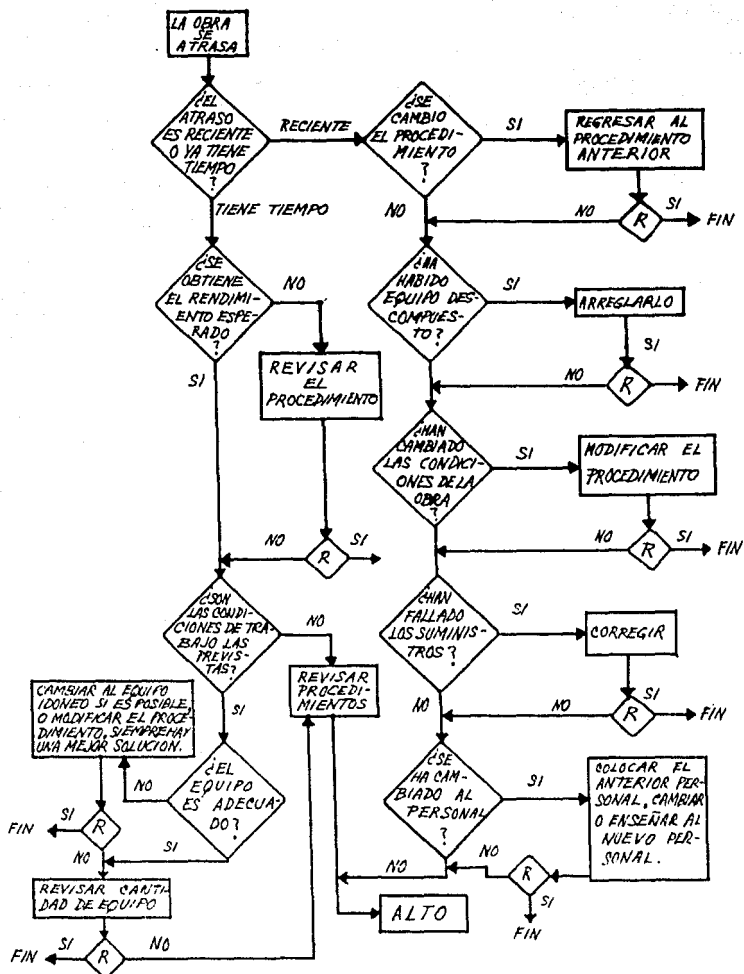 LA OBRA
SE
ATRASA
¿EL
ATRASO
ES RECIENTE
O YA TIENE
TIEMPO
?
RECIENTE
¿SE
CAMBIO
EL PROCEDI-
MIENTO
?
SI
REGRESAR AL
PROCEDIMIENTO
ANTERIOR
NO
NO
R
SI
FIN
TIENE TIEMPO
¿SE
OBTIENE
EL RENDIMI-
ENTO ESPE-
RADO
?
NO
SI
REVISAR
EL
PROCEDIMIENTO
NO
R
SI
¿HA
HABIDO
EQUIPO DES-
COMPUES-
TO?
SI
ARREGLARLO
SI
NO
R
FIN
¿HAN
CAMBIADO
LAS CONDICI-
ONES DE LA
OBRA
?
SI
MODIFICAR EL
PROCEDIMIENTO
NO
NO
R
SI
FIN
¿SON
LAS CONDI-
CIONES DE TRA-
BAJO LAS
PREVIS-
TAS?
NO
SI
REVISAR
PROCEDI-
MIENTOS
¿HAN
FALLADO
LOS SUMINIS-
TROS?
SI
CORREGIR
NO
NO
R
SI
FIN
CAMBIAR AL EQUIPO
IDONEO SI ES POSIBLE,
O MODIFICAR EL PROCE-
DIMIENTO, SIEMPRE HAY
UNA MEJOR SOLUCION.
NO
¿EL
EQUIPO
ES ADECUA-
DO?
SI
FIN
SI
R
NO
REVISAR CANTI-
DAD DE EQUIPO
FIN
SI
R
NO
¿SE
HA CAM-
BIADO AL
PERSONAL
?
SI
COLOCAR EL
ANTERIOR PER-
SONAL, CAMBIAR
O ENSEÑAR AL
NUEVO PER-
SONAL.
NO
NO
R
SI
FIN
ALTO